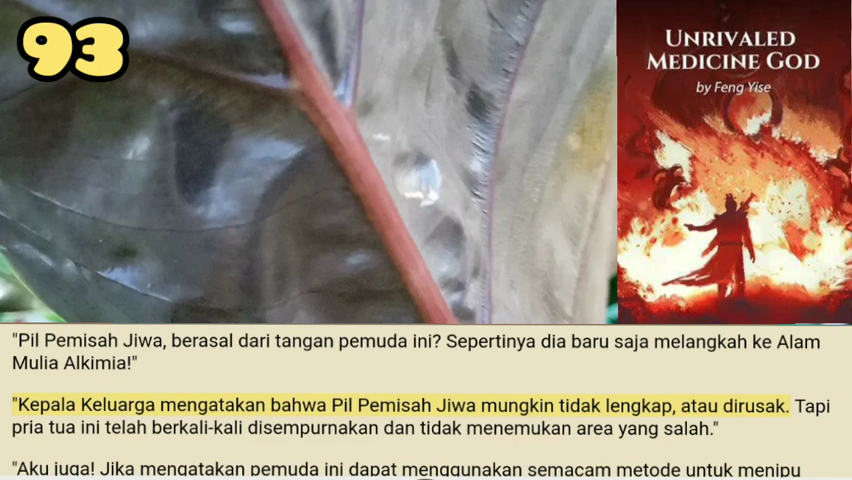 93
UNRIVALED
MEDICINE GOD
by Feng Yise
"Pil Pemisah Jiwa, berasal dari tangan pemuda ini? Sepertinya dia baru saja melangkah ke Alam
Mulia Alkimia!"
"Kepala Keluarga mengatakan bahwa Pil Pemisah Jiwa mungkin tidak lengkap, atau dirusak. Tapi
pria tua ini telah berkali-kali disempurnakan dan tidak menemukan area yang salah."
"Aku juga! Jika mengatakan pemuda ini dapat menggunakan semacam metode untuk menipu